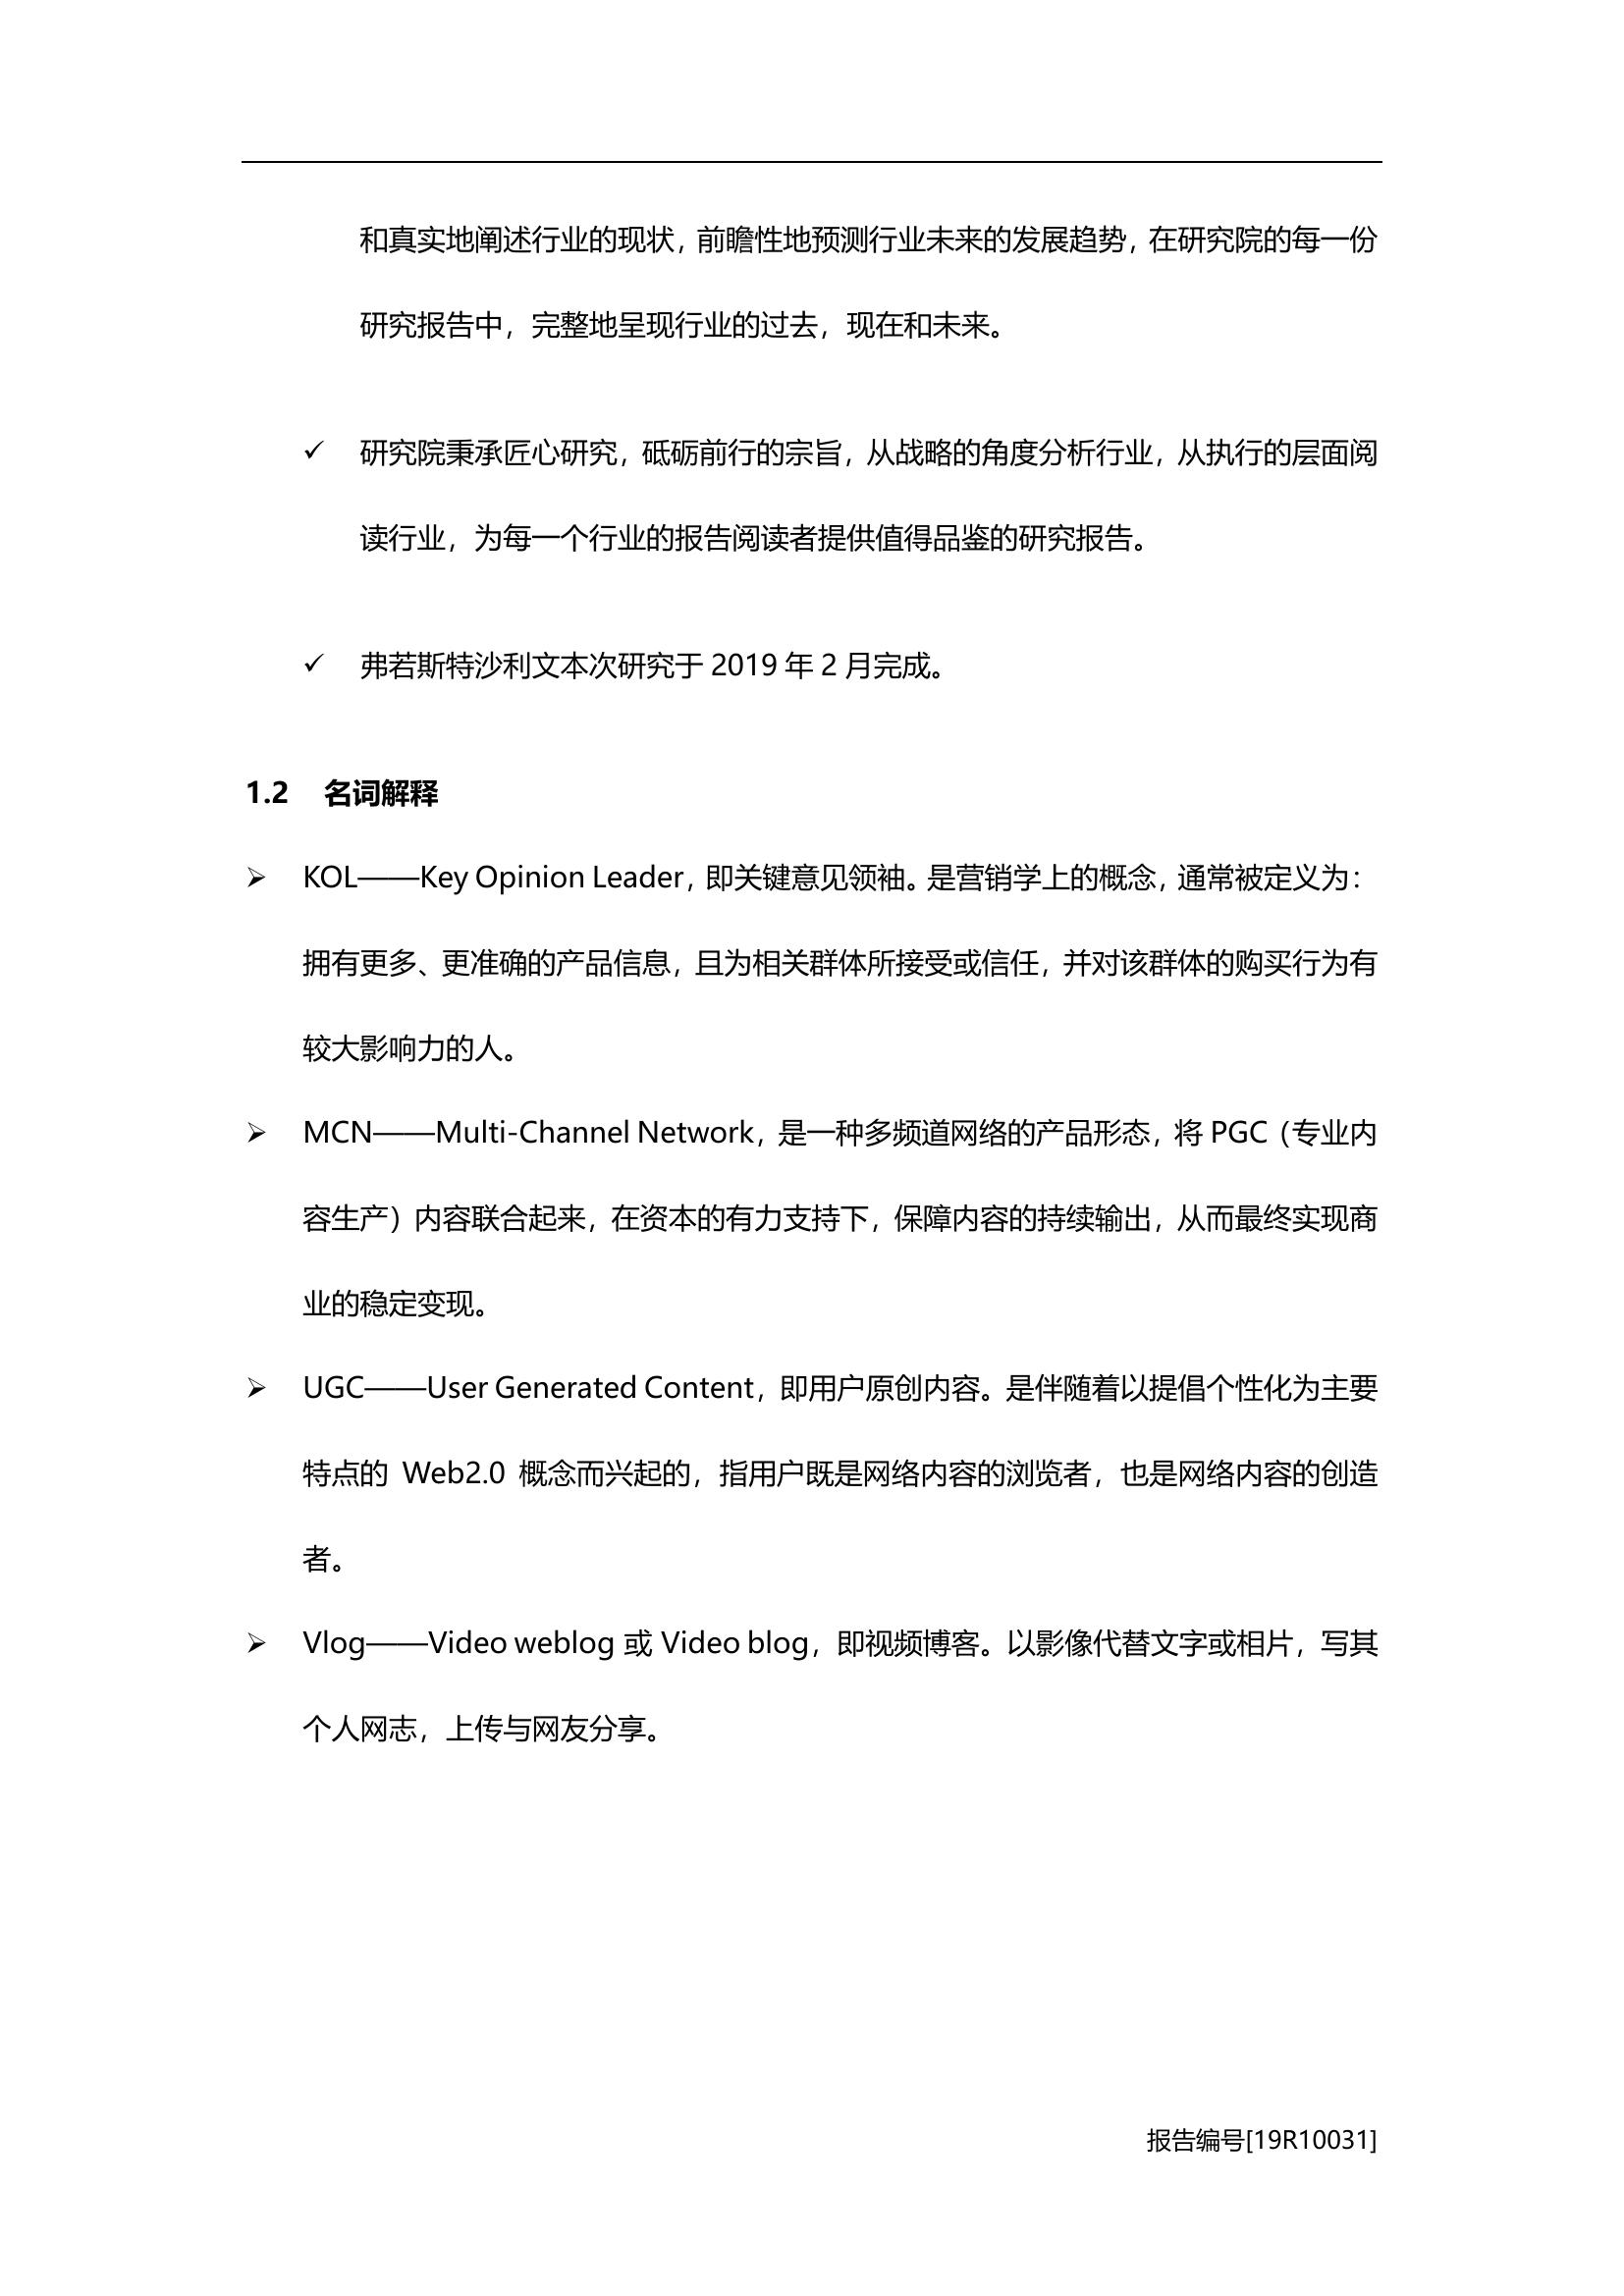 和真实地阐述行业的现状，前瞻性地预测行业未来的发展趋势，在研究院的每一份
研究报告中，完整地呈现行业的过去，现在和未来。
✓ 研究院秉承匠心研究，砥砺前行的宗旨，从战略的角度分析行业，从执行的层面阅
读行业，为每一个行业的报告阅读者提供值得品鉴的研究报告。
✓ 弗若斯特沙利文本次研究于 2019 年 2 月完成。
1.2 名词解释
➢ KOL——Key Opinion Leader，即关键意见领袖。是营销学上的概念，通常被定义为：
拥有更多、更准确的产品信息，且为相关群体所接受或信任，并对该群体的购买行为有
较大影响力的人。
➢ MCN——Multi-Channel Network，是一种多频道网络的产品形态，将 PGC（专业内
容生产）内容联合起来，在资本的有力支持下，保障内容的持续输出，从而最终实现商
业的稳定变现。
➢ UGC——User Generated Content，即用户原创内容。是伴随着以提倡个性化为主要
特点的 Web2.0 概念而兴起的，指用户既是网络内容的浏览者，也是网络内容的创造
者。
➢ Vlog——Video weblog 或 Video blog，即视频博客。以影像代替文字或相片，写其
个人网志，上传与网友分享。
报告编号[19R10031]